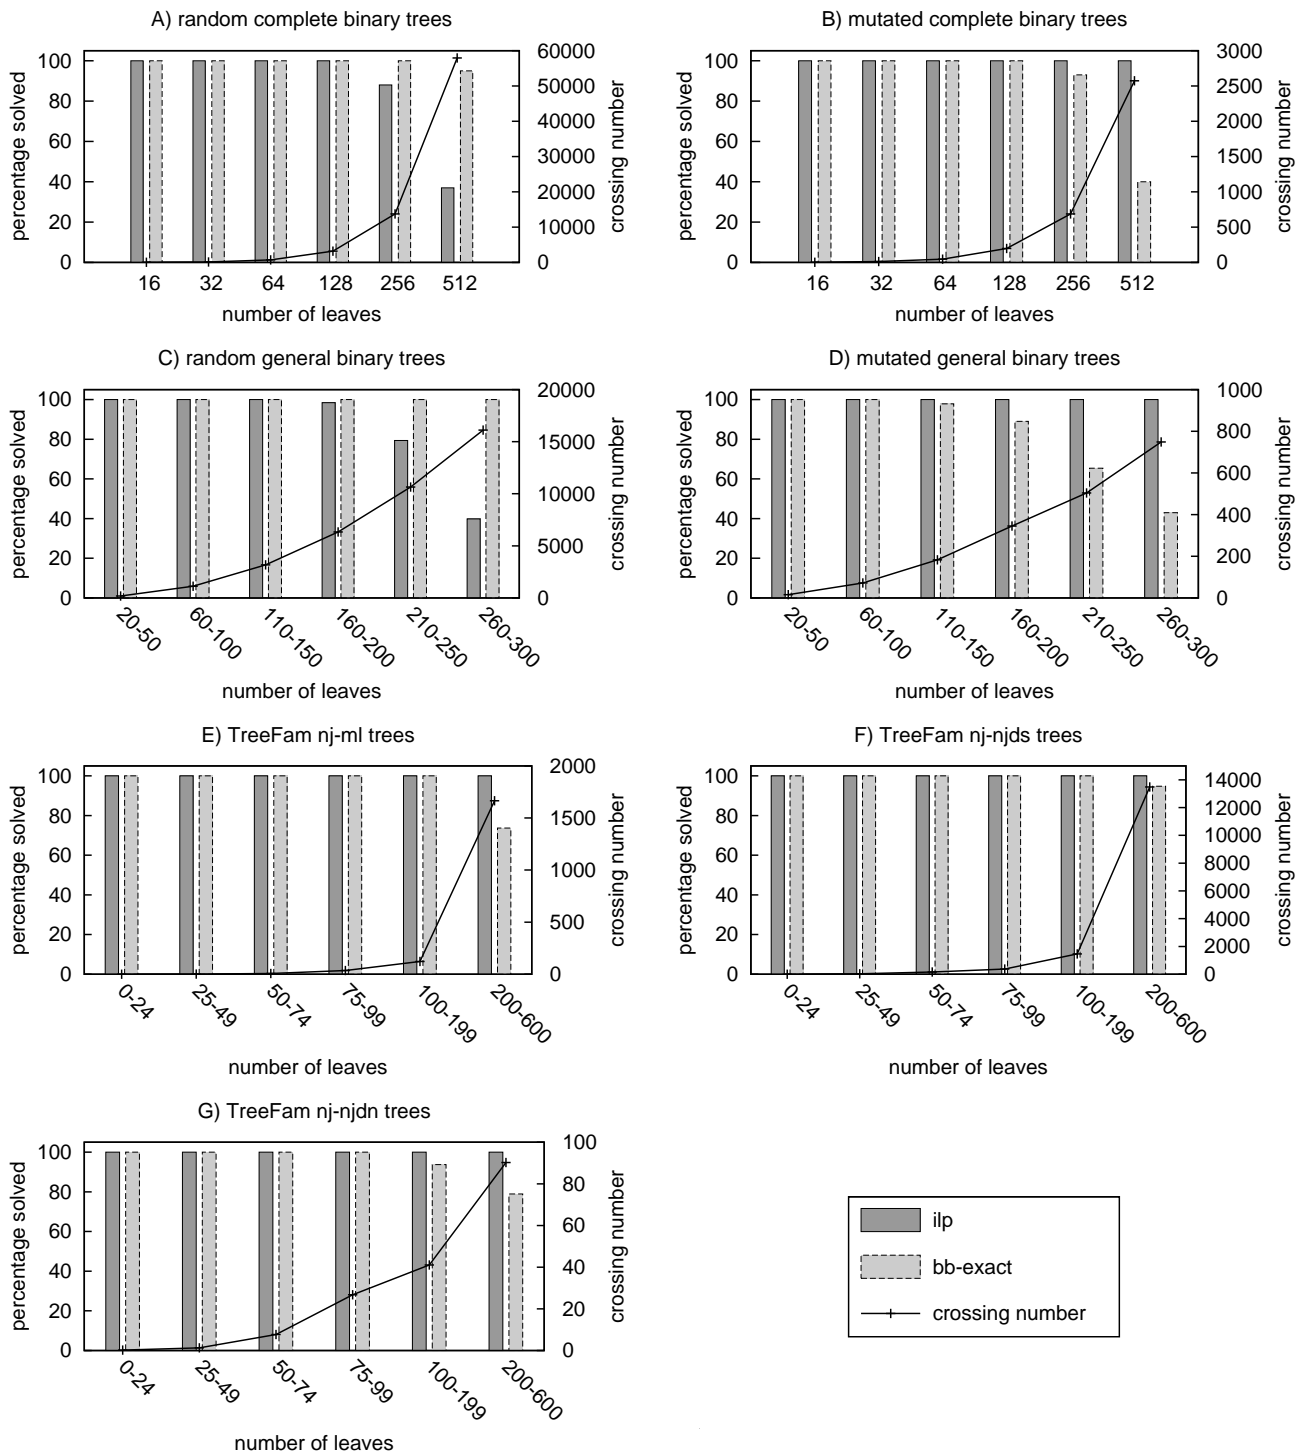 A) random complete binary trees
percentage solved
100
80
60
40
20
0
60000
50000
40000
30000
20000
10000
0
crossing number
16 32 64 128 256 512
number of leaves
B) mutated complete binary trees
percentage solved
100
80
60
40
20
0
3000
2500
2000
1500
1000
500
0
crossing number
16 32 64 128 256 512
number of leaves
C) random general binary trees
percentage solved
100
80
60
40
20
0
20000
15000
10000
5000
0
crossing number
20-50 60-100 110-150 160-200 210-250 260-300
number of leaves
D) mutated general binary trees
percentage solved
100
80
60
40
20
0
1000
800
600
400
200
0
crossing number
20-50 60-100 110-150 160-200 210-250 260-300
number of leaves
E) TreeFam nj-ml trees
percentage solved
100
80
60
40
20
0
2000
1500
1000
500
0
crossing number
0-24 25-49 50-74 75-99 100-199 200-600
number of leaves
F) TreeFam nj-njds trees
percentage solved
100
80
60
40
20
0
14000
12000
10000
8000
6000
4000
2000
0
crossing number
0-24 25-49 50-74 75-99 100-199 200-600
number of leaves
G) TreeFam nj-njdn trees
percentage solved
100
80
60
40
20
0
100
80
60
40
20
0
crossing number
0-24 25-49 50-74 75-99 100-199 200-600
number of leaves
ilp
bb-exact
crossing number